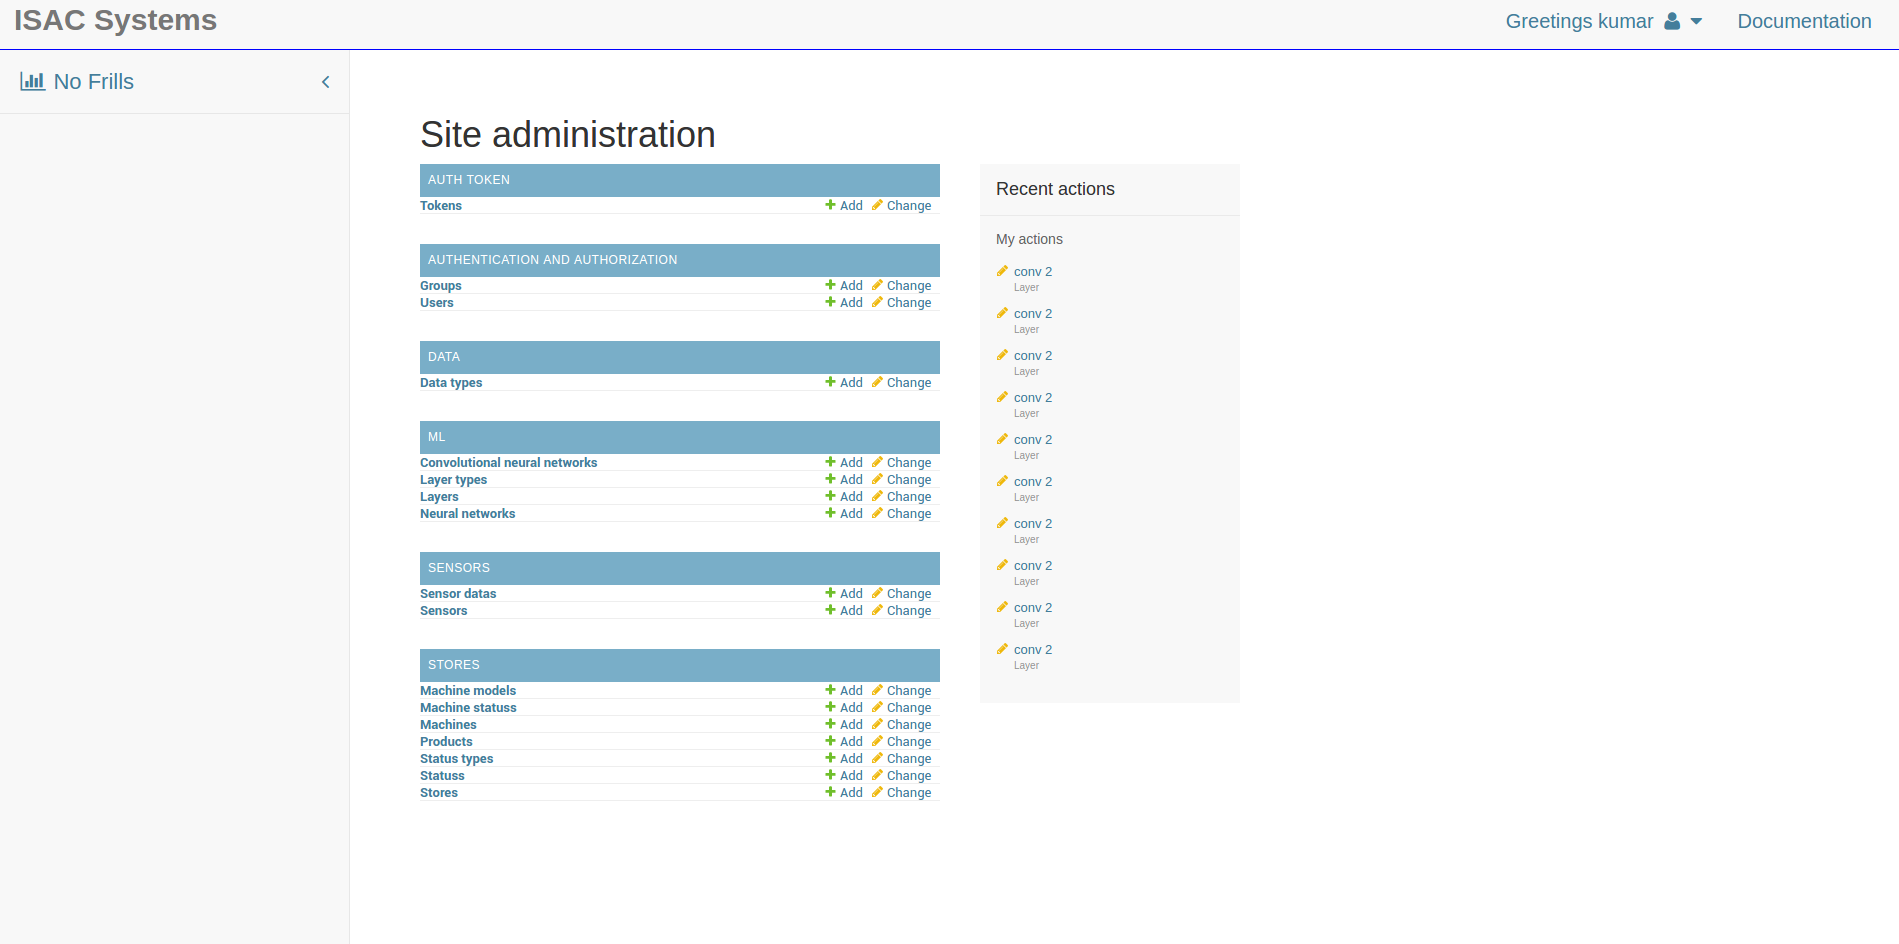 ISAC Systems
Greetings kumar
Documentation
No Frills
Site administration
AUTH TOKEN
Tokens Add Change
AUTHENTICATION AND AUTHORIZATION
Groups Add Change
Users Add Change
DATA
Data types Add Change
ML
Convolutional neural networks Add Change
Layer types Add Change
Layers Add Change
Neural networks Add Change
SENSORS
Sensor datas Add Change
Sensors Add Change
STORES
Machine models Add Change
Machine statuss Add Change
Machines Add Change
Products Add Change
Status types Add Change
Statuss Add Change
Stores Add Change
Recent actions
My actions
conv 2
Layer
conv 2
Layer
conv 2
Layer
conv 2
Layer
conv 2
Layer
conv 2
Layer
conv 2
Layer
conv 2
Layer
conv 2
Layer
conv 2
Layer